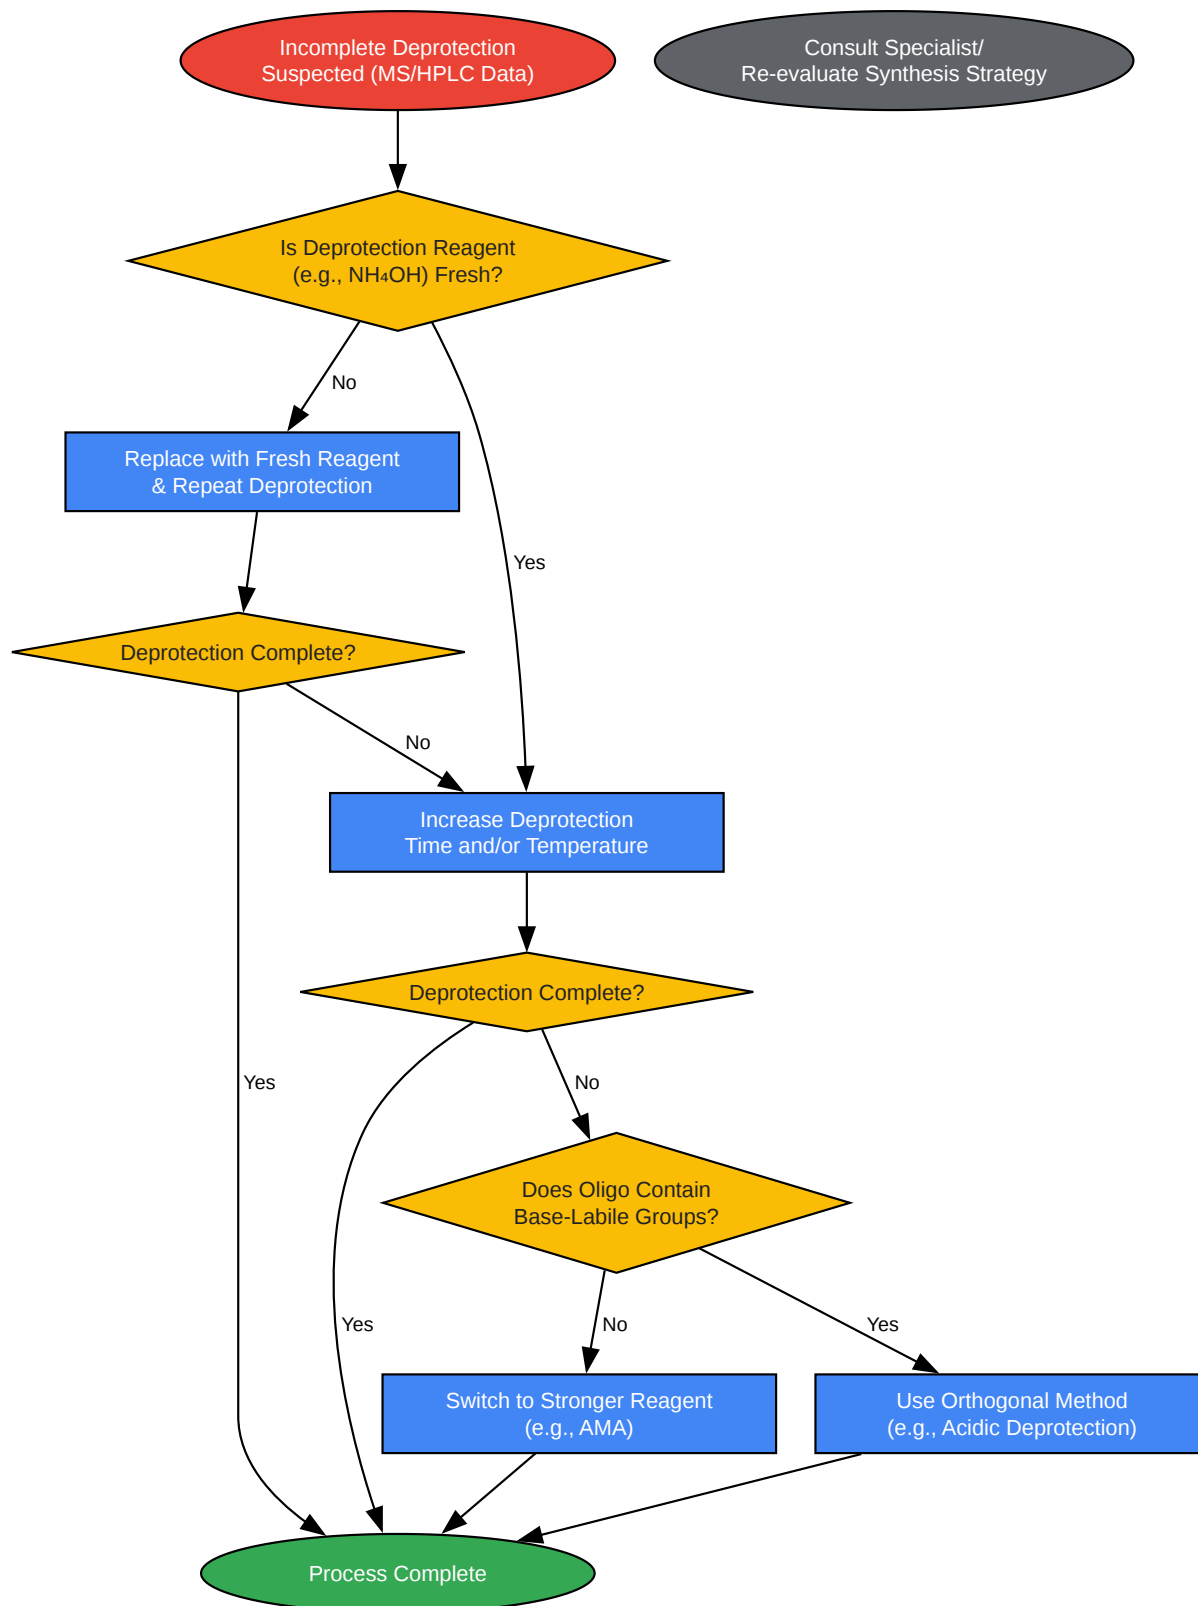 Incomplete Deprotection
Suspected (MS/HPLC Data)
Consult Specialist/
Re-evaluate Synthesis Strategy
Is Deprotection Reagent
(e.g., NH₄OH) Fresh?
No
Replace with Fresh Reagent
& Repeat Deprotection
Yes
Deprotection Complete?
No
Increase Deprotection
Time and/or Temperature
Deprotection Complete?
Yes
No
Does Oligo Contain
Base-Labile Groups?
Yes
No
Yes
Switch to Stronger Reagent
(e.g., AMA)
Use Orthogonal Method
(e.g., Acidic Deprotection)
Process Complete